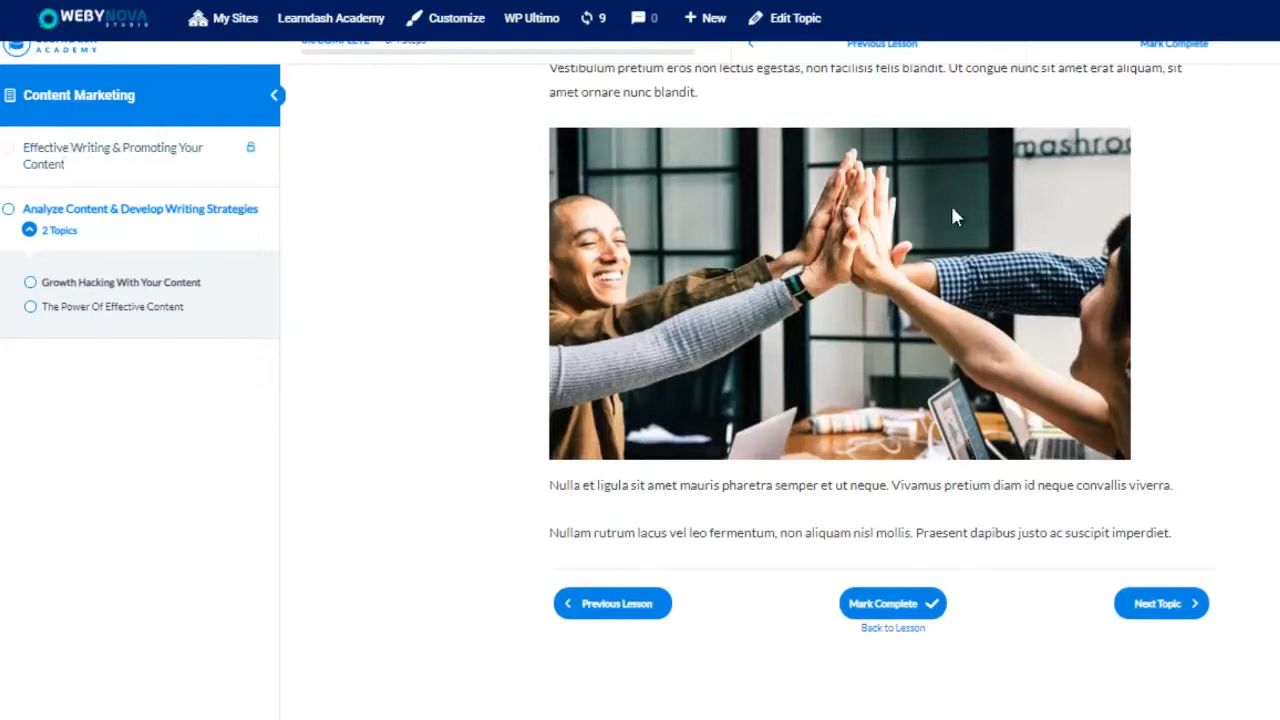 WEBYNOVA
STUDIO
My Sites
Learndash Academy
Customize
WP Ultimo
9
0
New
Edit Topic
ACADEMY
COMPLETE
Steps
Previous Lesson
Mark Complete
Content Marketing
Effective Writing & Promoting Your
Content
Analyze Content & Develop Writing Strategies
2 Topics
Growth Hacking With Your Content
The Power Of Effective Content
Vestibulum pretium eros non lectus egestas, non facilisis felis blandit. Ut congue nunc sit amet erat aliquam, sit
amet ornare nunc blandit.
mashroo
Nulla et ligula sit amet mauris pharetra semper et ut neque. Vivamus pretium diam id neque convallis viverra.
Nullam rutrum lacus vel leo fermentum, non aliquam nisl mollis. Praesent dapibus justo ac suscipit imperdiet.
Previous Lesson
Mark Complete
Next Topic
Back to Lesson